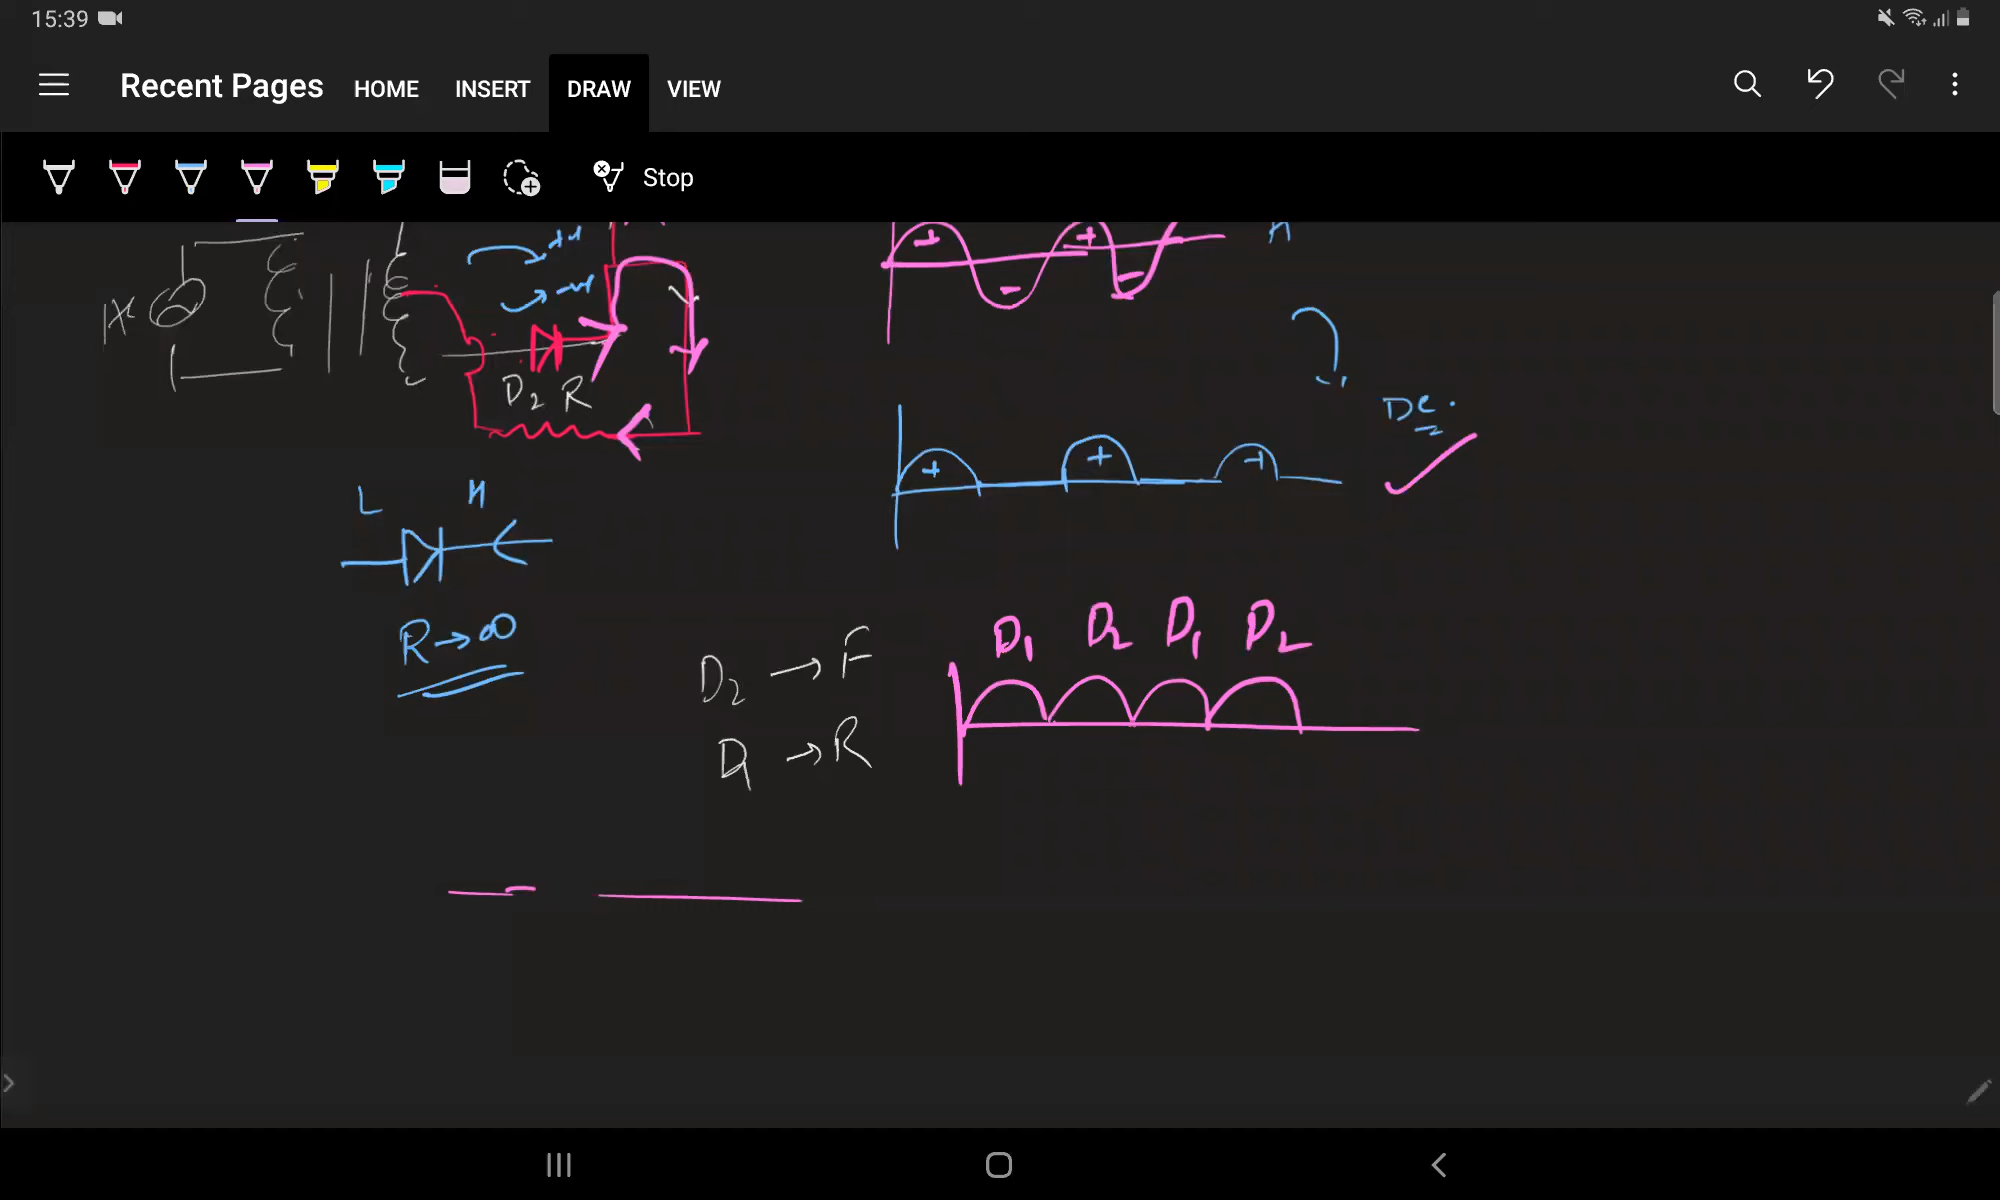 15:39
Recent Pages HOME INSERT DRAW VIEW
Stop
+ + - -
D2 R
DC.
+ + +
L H
R→∞
D1 D2 D1 D2
D2 → F
D1 → R